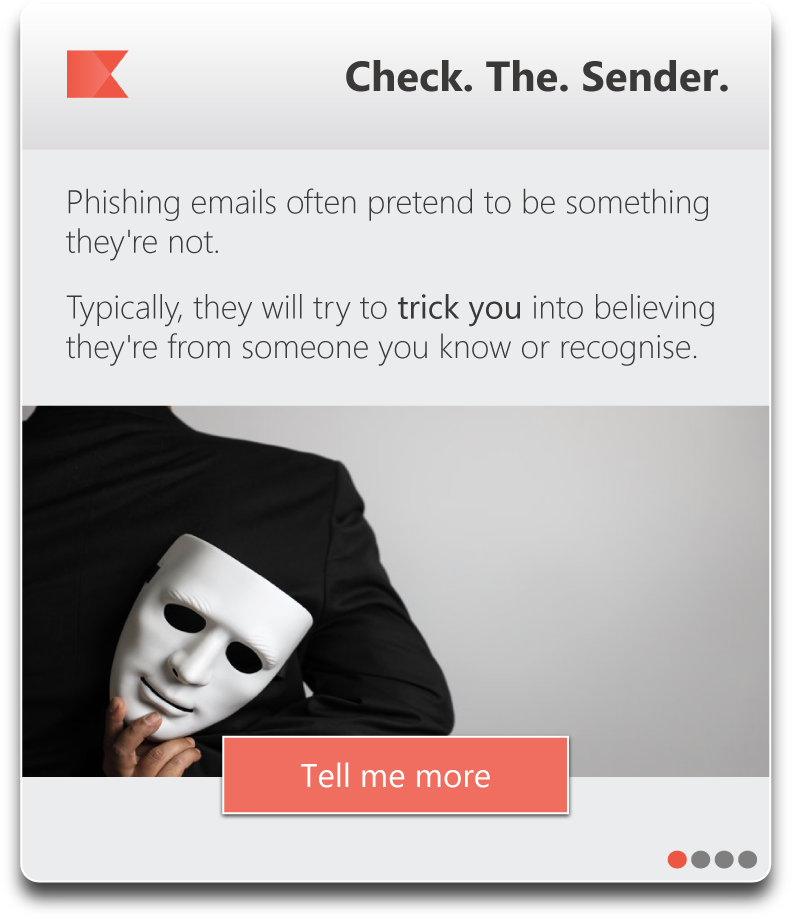 Check. The. Sender.
Phishing emails often pretend to be something
they're not.
Typically, they will try to trick you into believing
they're from someone you know or recognise.
Tell me more